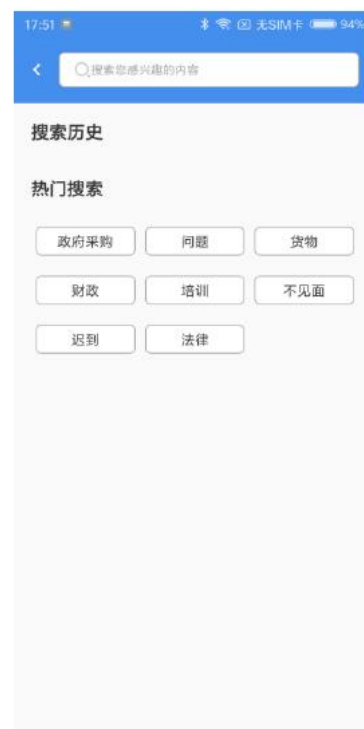 17:51 无SIM卡 94%
搜索您感兴趣的内容
搜索历史
热门搜索
政府采购 问题 货物
财政 培训 不见面
迟到 法律